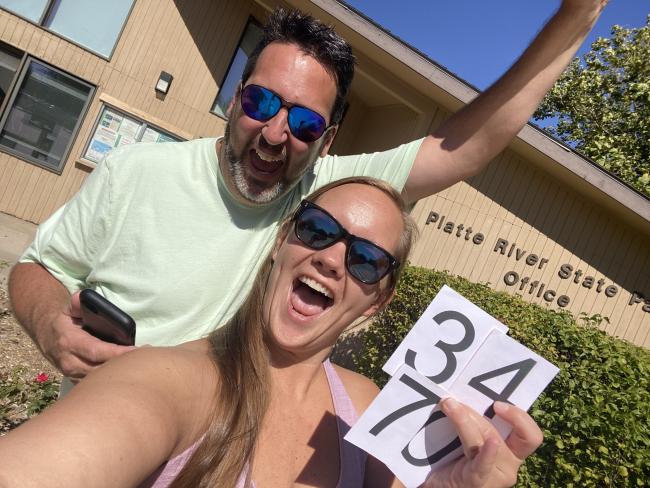 Platte River State Pa
Office
34
70